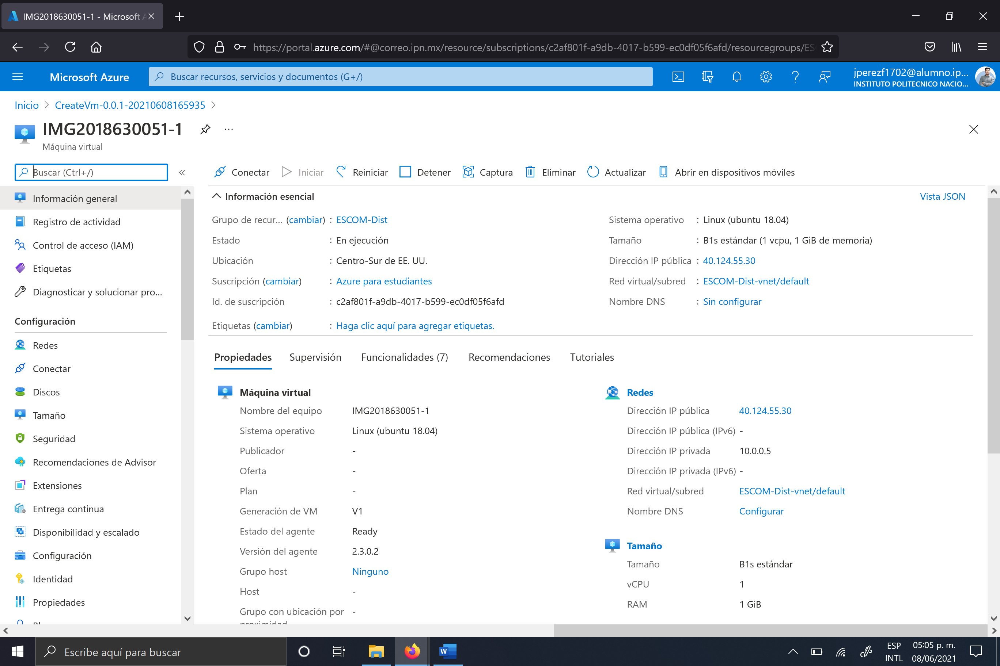 IMG2018630051-1 - Microsoft A
https://portal.azure.com/#@correo.ipn.mx/resource/subscriptions/c2af801f-a9db-4017-b599-ec0df05f6afd/resourcegroups/ES
Microsoft Azure
Buscar recursos, servicios y documentos (G+/)
jperezf1702@alumno.ip...
INSTITUTO POLITECNICO NACIO...
Inicio > CreateVm-0.0.1-20210608165935 >
IMG2018630051-1
...
Máquina virtual
Buscar (Ctrl+/)
«
Conectar Iniciar Reiniciar Detener Captura Eliminar Actualizar Abrir en dispositivos móviles
Información general
Registro de actividad
Control de acceso (IAM)
Etiquetas
Diagnosticar y solucionar pro...
Configuración
Redes
Conectar
Discos
Tamaño
Seguridad
Recomendaciones de Advisor
Extensiones
Entrega continua
Disponibilidad y escalado
Configuración
Identidad
Propiedades
Información esencial
Vista JSON
Grupo de recur... (cambiar) : ESCOM-Dist
Estado : En ejecución
Ubicación : Centro-Sur de EE. UU.
Suscripción (cambiar) : Azure para estudiantes
Id. de suscripción : c2af801f-a9db-4017-b599-ec0df05f6afd
Etiquetas (cambiar) : Haga clic aquí para agregar etiquetas.
Sistema operativo : Linux (ubuntu 18.04)
Tamaño : B1s estándar (1 vcpu, 1 GiB de memoria)
Dirección IP pública : 40.124.55.30
Red virtual/subred : ESCOM-Dist-vnet/default
Nombre DNS : Sin configurar
Propiedades Supervisión Funcionalidades (7) Recomendaciones Tutoriales
Máquina virtual
Nombre del equipo IMG2018630051-1
Sistema operativo Linux (ubuntu 18.04)
Publicador -
Oferta -
Plan -
Generación de VM V1
Estado del agente Ready
Versión del agente 2.3.0.2
Grupo host Ninguno
Host -
Grupo con ubicación por -
proximidad
Redes
Dirección IP pública 40.124.55.30
Dirección IP pública (IPv6) -
Dirección IP privada 10.0.0.5
Dirección IP privada (IPv6) -
Red virtual/subred ESCOM-Dist-vnet/default
Nombre DNS Configurar
Tamaño
Tamaño B1s estándar
vCPU 1
RAM 1 GiB
Escribe aquí para buscar
W
ESP
INTL
05:05 p. m.
08/06/2021